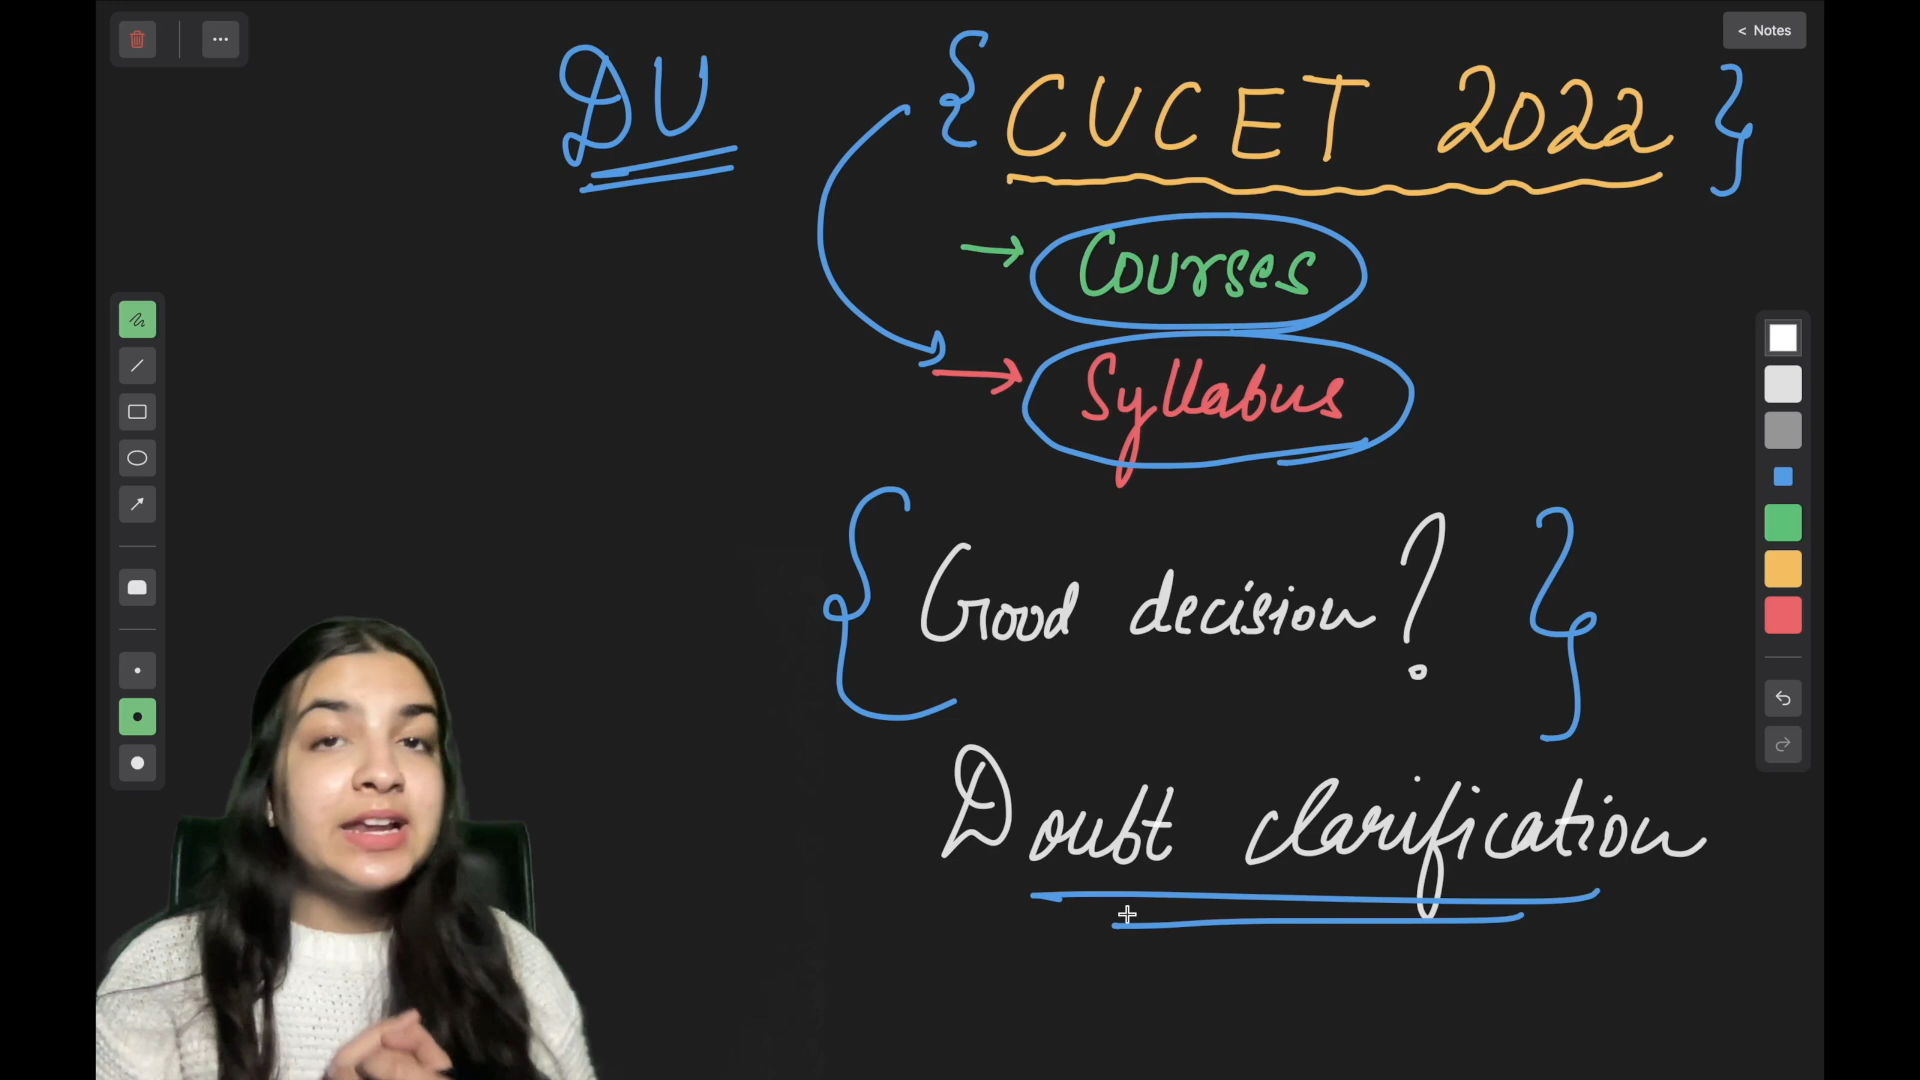 < Notes
DU
{ CUCET 2022 }
→ Courses
→ Syllabus
{ Good decision? }
Doubt clarification